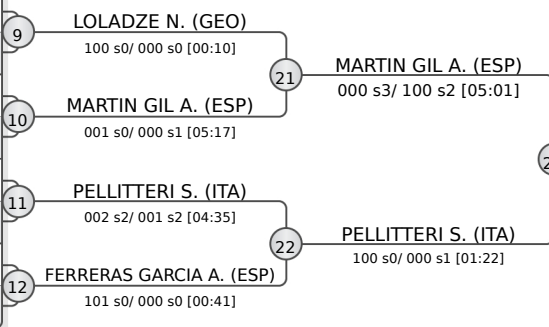 LOLADZE N. (GEO)
9
100 s0/ 000 s0 [00:10]
21
MARTIN GIL A. (ESP)
000 s3/ 100 s2 [05:01]
MARTIN GIL A. (ESP)
10
001 s0/ 000 s1 [05:17]
PELLITTERI S. (ITA)
11
002 s2/ 001 s2 [04:35]
22
PELLITTERI S. (ITA)
100 s0/ 000 s1 [01:22]
FERRERAS GARCIA A. (ESP)
12
101 s0/ 000 s0 [00:41]